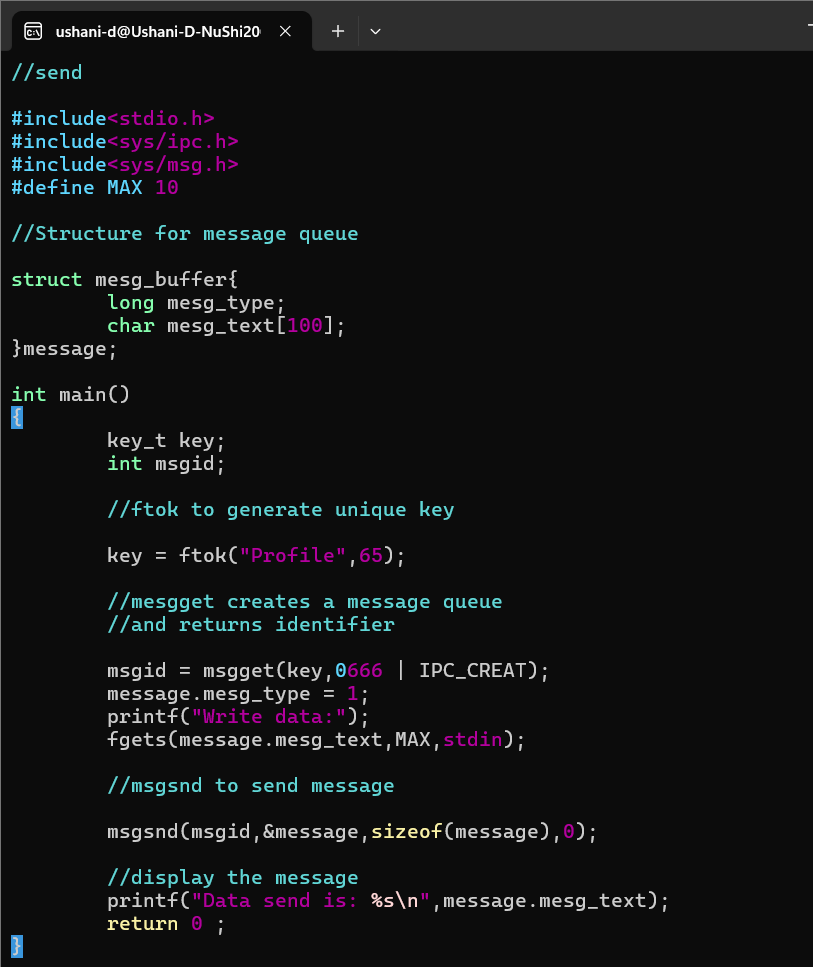 ushani-d@Ushani-D-NuShi20
//send
#include<stdio.h>
#include<sys/ipc.h>
#include<sys/msg.h>
#define MAX 10
//Structure for message queue
struct mesg_buffer{
        long mesg_type;
        char mesg_text[100];
}message;
int main()
{
        key_t key;
        int msgid;
        //ftok to generate unique key
        key = ftok("Profile",65);
        //mesgget creates a message queue
        //and returns identifier
        msgid = msgget(key,0666 | IPC_CREAT);
        message.mesg_type = 1;
        printf("Write data:");
        fgets(message.mesg_text,MAX,stdin);
        //msgsnd to send message
        msgsnd(msgid,&message,sizeof(message),0);
        //display the message
        printf("Data send is: %s\n",message.mesg_text);
        return 0 ;
}